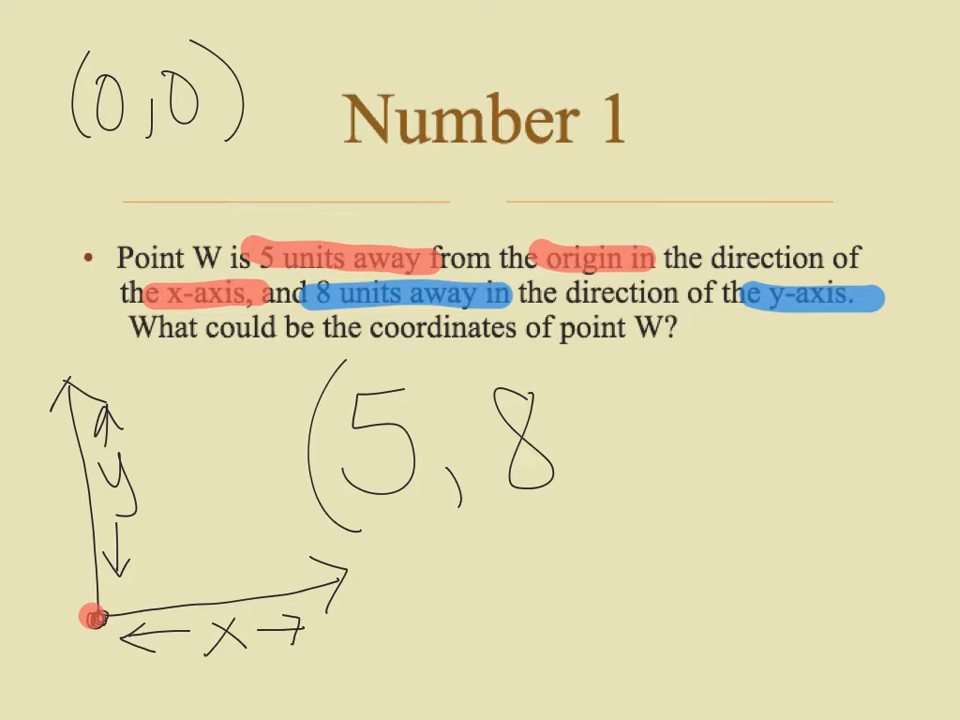 (0,0)
Number 1
• Point W is 5 units away from the origin in the direction of
the x-axis, and 8 units away in the direction of the y-axis.
What could be the coordinates of point W?
(5,8
y
x